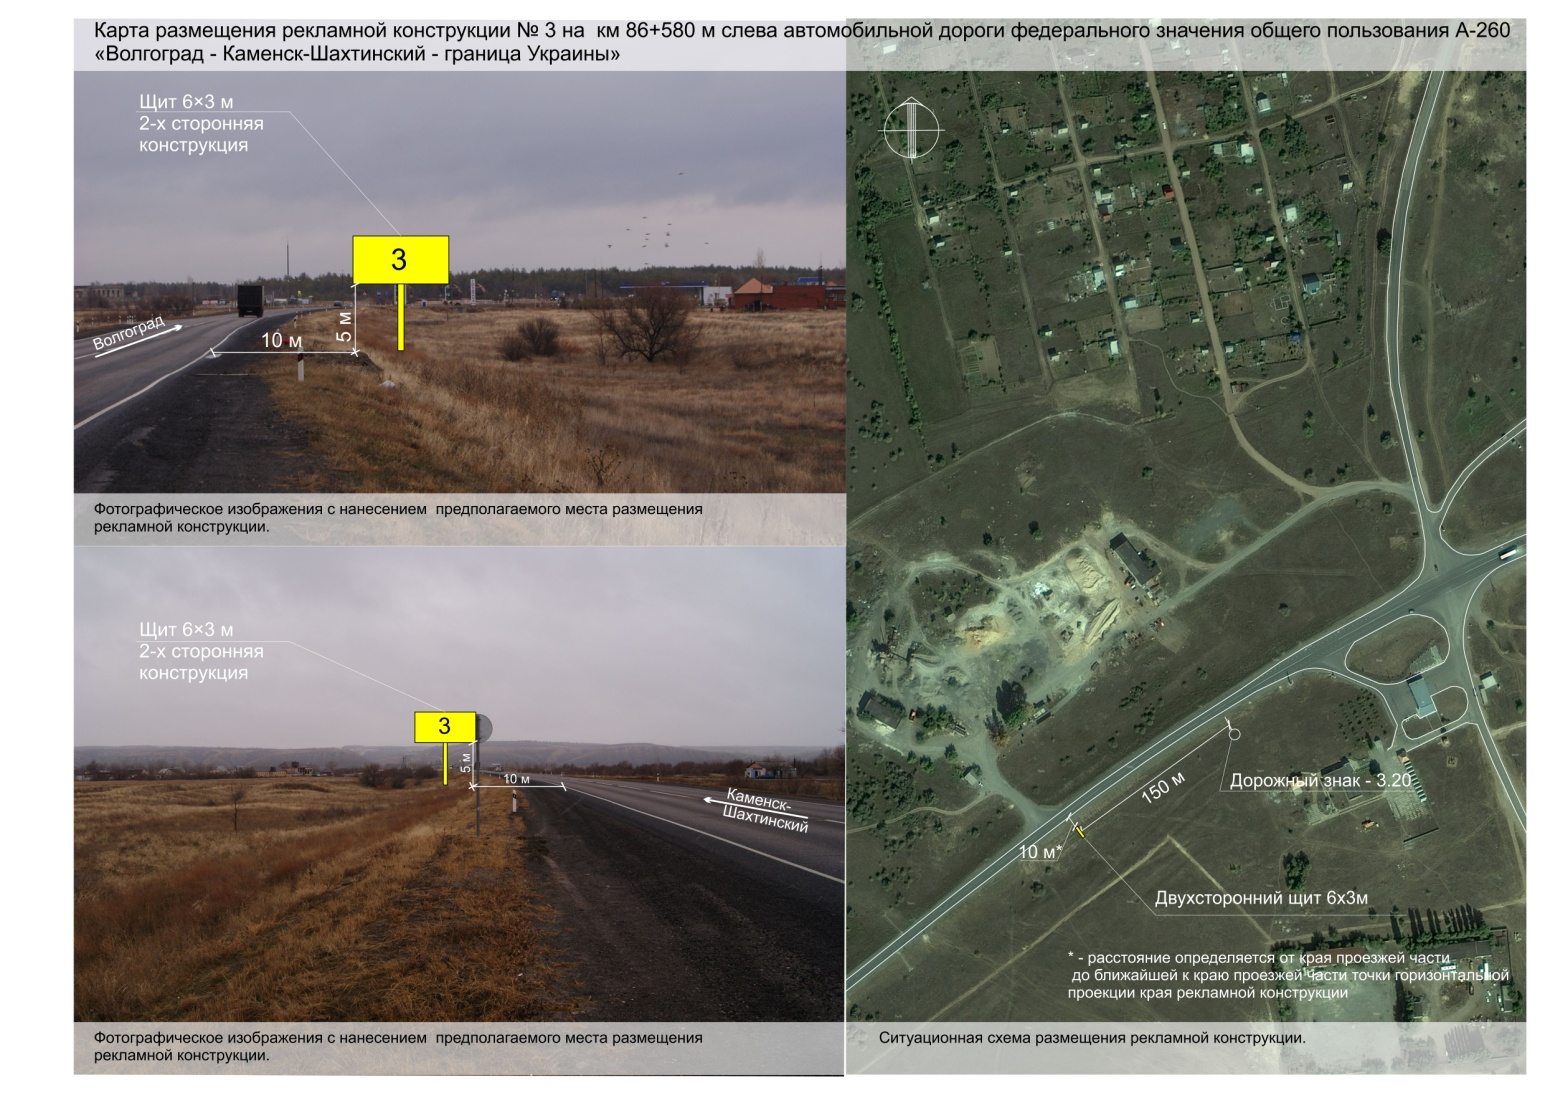 Карта размещения рекламной конструкции № 3 на км 86+580 м слева автомобильной дороги федерального значения общего пользования А-260
«Волгоград - Каменск-Шахтинский - граница Украины»
Щит 6×3 м
2-х сторонняя
конструкция
3
Волгоград
10 м
5 м
Фотографическое изображения с нанесением предполагаемого места размещения
рекламной конструкции.
Щит 6×3 м
2-х сторонняя
конструкция
3
5 м
10 м
Каменск-
Шахтинский
Фотографическое изображения с нанесением предполагаемого места размещения
рекламной конструкции.
150 м
Дорожный знак - 3.20
10 м*
Двухсторонний щит 6х3м
* - расстояние определяется от края проезжей части
до ближайшей к краю проезжей части точки горизонтальной
проекции края рекламной конструкции
Ситуационная схема размещения рекламной конструкции.